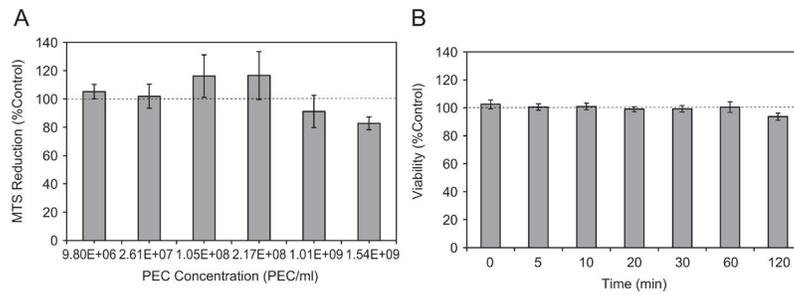 A
140
120
100
80
60
40
20
0
MTS Reduction (%Control)
9.80E+06 2.61E+07 1.05E+08 2.17E+08 1.01E+09 1.54E+09
PEC Concentration (PEC/ml)
B
140
120
100
80
60
40
20
0
Viability (%Control)
0 5 10 20 30 60 120
Time (min)